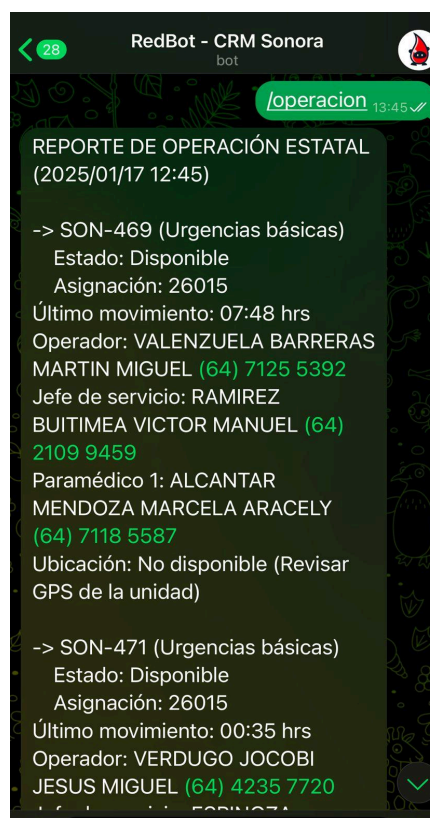 28
RedBot - CRM Sonora
bot
/operacion 13:45
REPORTE DE OPERACIÓN ESTATAL
(2025/01/17 12:45)
-> SON-469 (Urgencias básicas)
Estado: Disponible
Asignación: 26015
Último movimiento: 07:48 hrs
Operador: VALENZUELA BARRERAS
MARTIN MIGUEL (64) 7125 5392
Jefe de servicio: RAMIREZ
BUITIMEA VICTOR MANUEL (64)
2109 9459
Paramédico 1: ALCANTAR
MENDOZA MARCELA ARACELY
(64) 7118 5587
Ubicación: No disponible (Revisar
GPS de la unidad)
-> SON-471 (Urgencias básicas)
Estado: Disponible
Asignación: 26015
Último movimiento: 00:35 hrs
Operador: VERDUGO JOCOBI
JESUS MIGUEL (64) 4235 7720